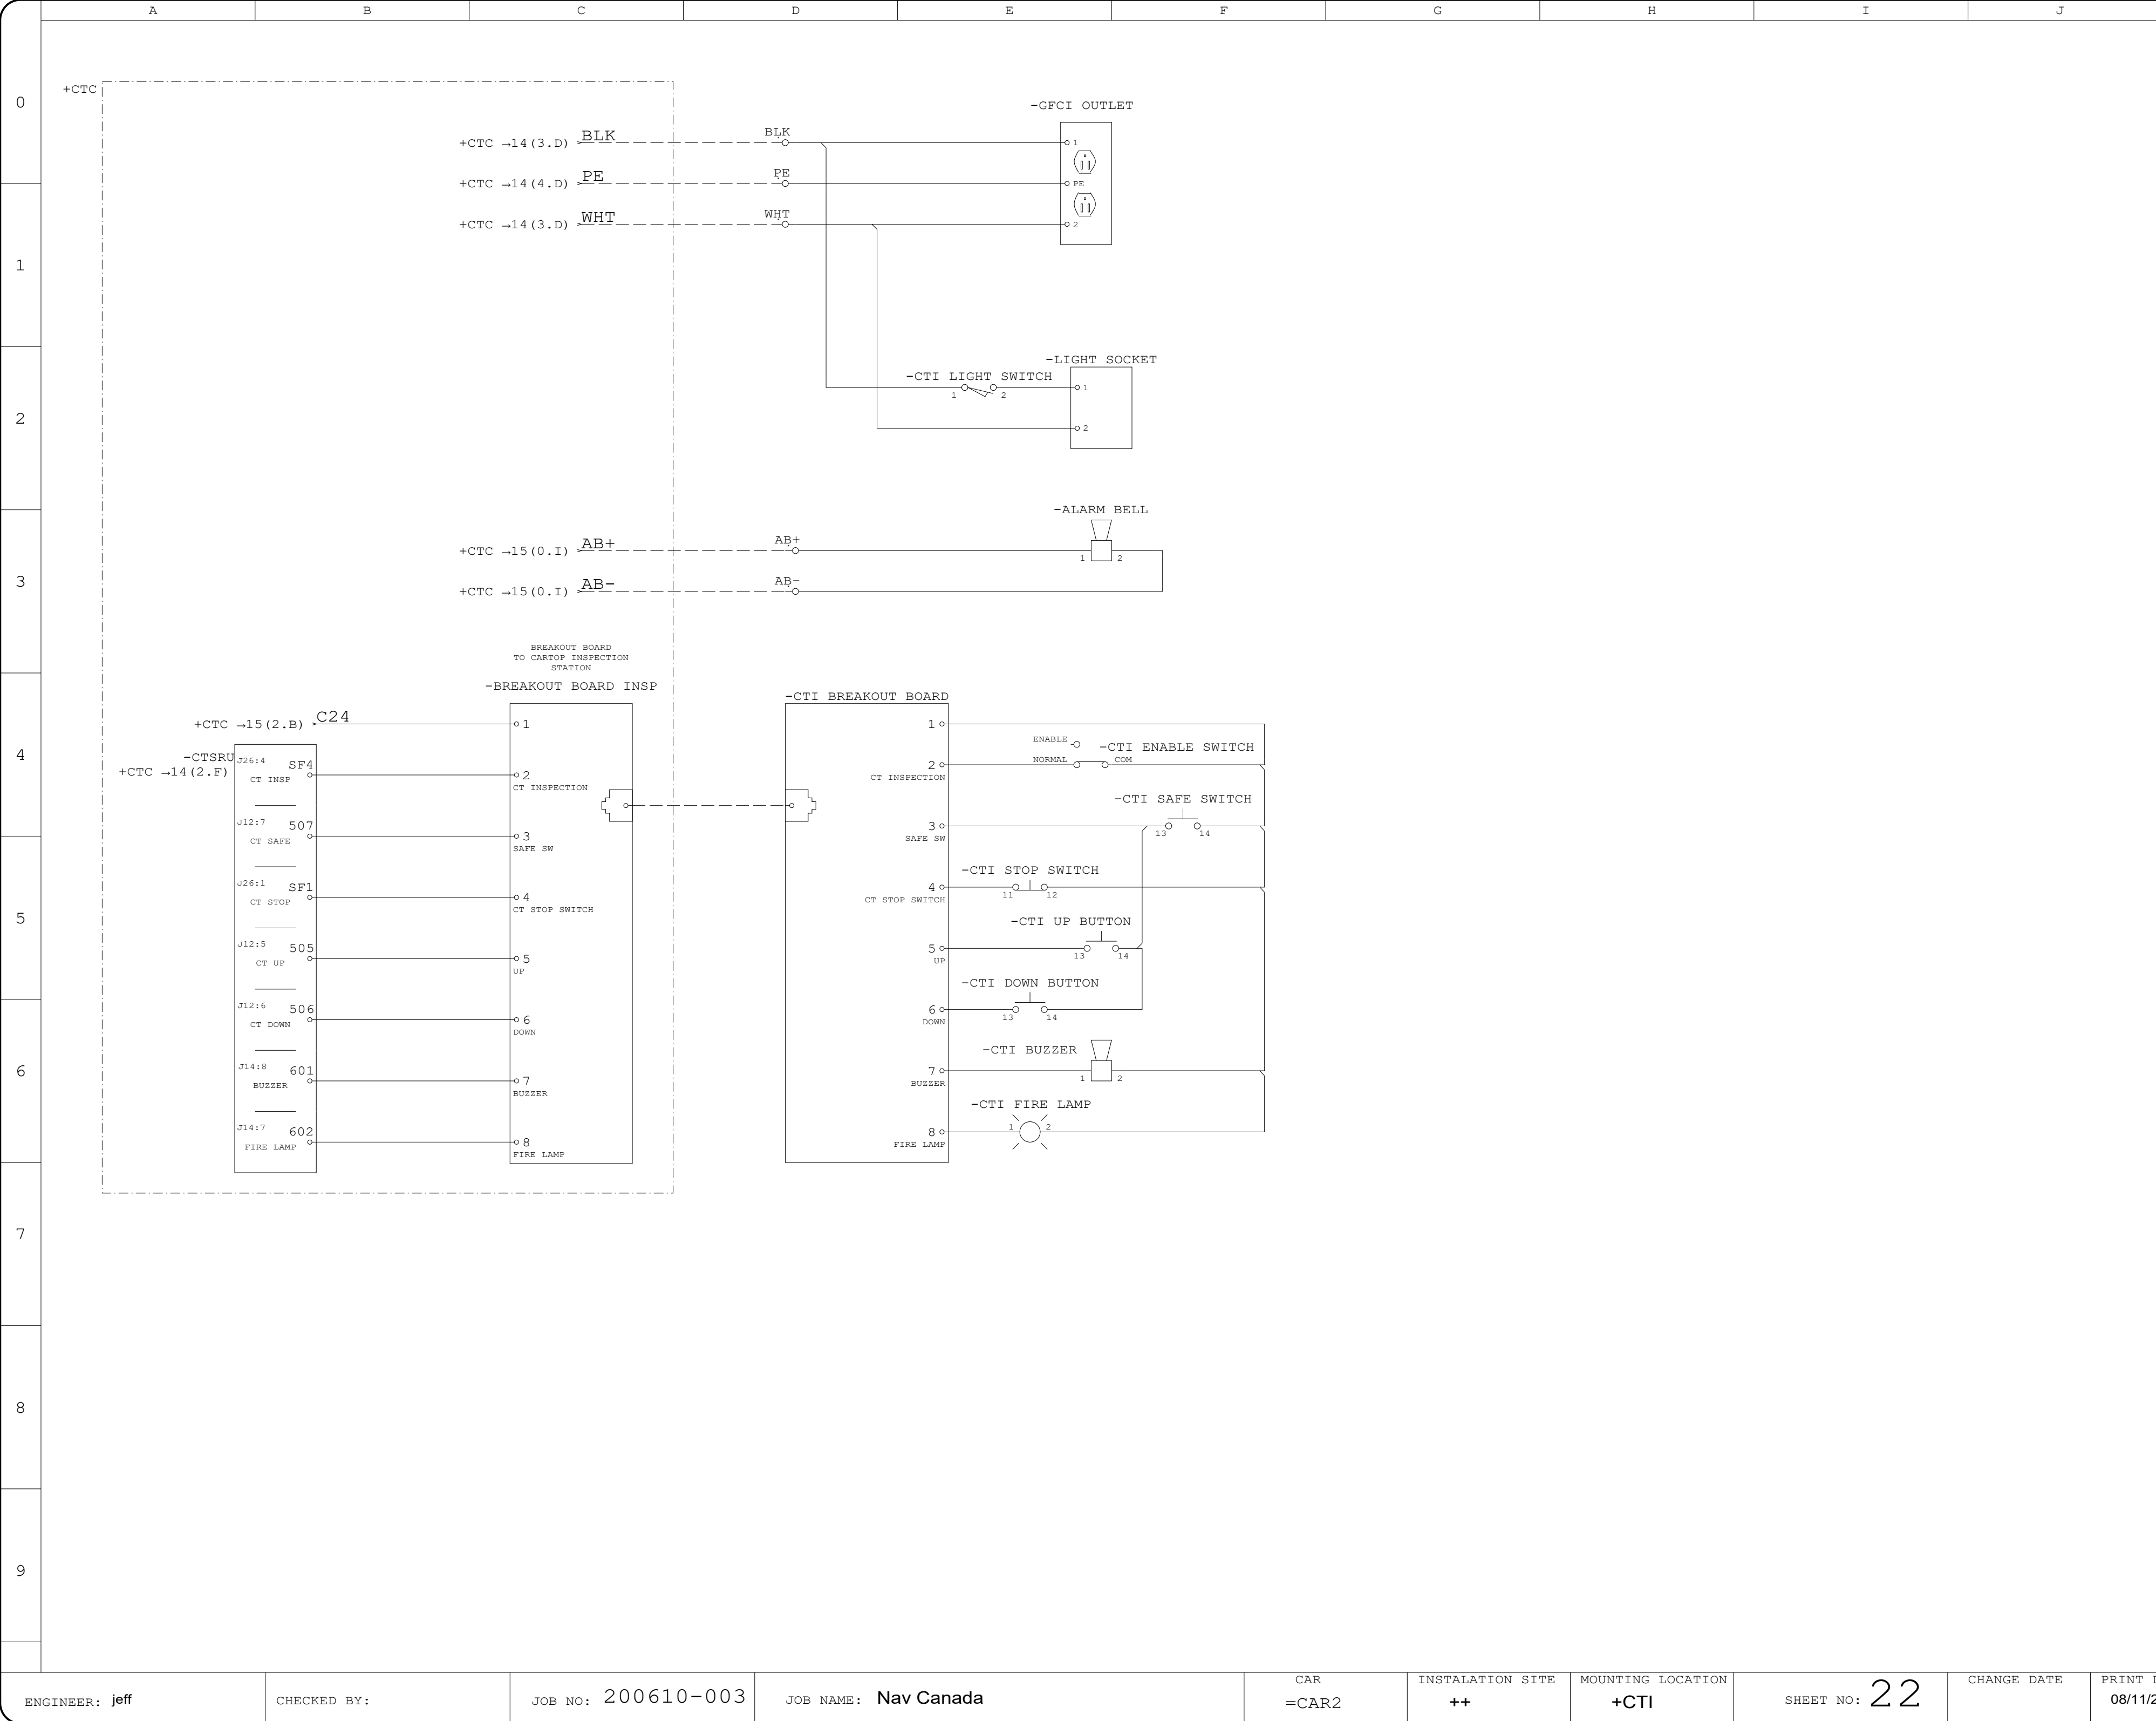 A B C D E F G H I J
0
1
2
3
4
5
6
7
8
9
+CTC
-GFCI OUTLET
+CTC →14(3.D) BLK BLK 1
+CTC →14(4.D) PE PE PE
+CTC →14(3.D) WHT WHT 2
-LIGHT SOCKET
-CTI LIGHT SWITCH
1 2 1
2
-ALARM BELL
+CTC →15(0.I) AB+ AB+
1 2
+CTC →15(0.I) AB- AB-
BREAKOUT BOARD
TO CARTOP INSPECTION
STATION
-BREAKOUT BOARD INSP
+CTC →15(2.B) C24 1
-CTSRU
+CTC →14(2.F)
J26:4 SF4
CT INSP
2
CT INSPECTION
J12:7 507
CT SAFE
3
SAFE SW
J26:1 SF1
CT STOP
4
CT STOP SWITCH
J12:5 505
CT UP
5
UP
J12:6 506
CT DOWN
6
DOWN
J14:8 601
BUZZER
7
BUZZER
J14:7 602
FIRE LAMP
8
FIRE LAMP
-CTI BREAKOUT BOARD
1
ENABLE
-CTI ENABLE SWITCH
2 NORMAL COM
CT INSPECTION
-CTI SAFE SWITCH
3
13 14
SAFE SW
-CTI STOP SWITCH
4
11 12
CT STOP SWITCH
-CTI UP BUTTON
5
13 14
UP
-CTI DOWN BUTTON
6
13 14
DOWN
-CTI BUZZER
7
1 2
BUZZER
-CTI FIRE LAMP
1 2
8
FIRE LAMP
ENGINEER: jeff
CHECKED BY:
JOB NO: 200610-003
JOB NAME: Nav Canada
CAR
=CAR2
INSTALATION SITE
++
MOUNTING LOCATION
+CTI
SHEET NO: 22
CHANGE DATE
PRINT
08/11/2